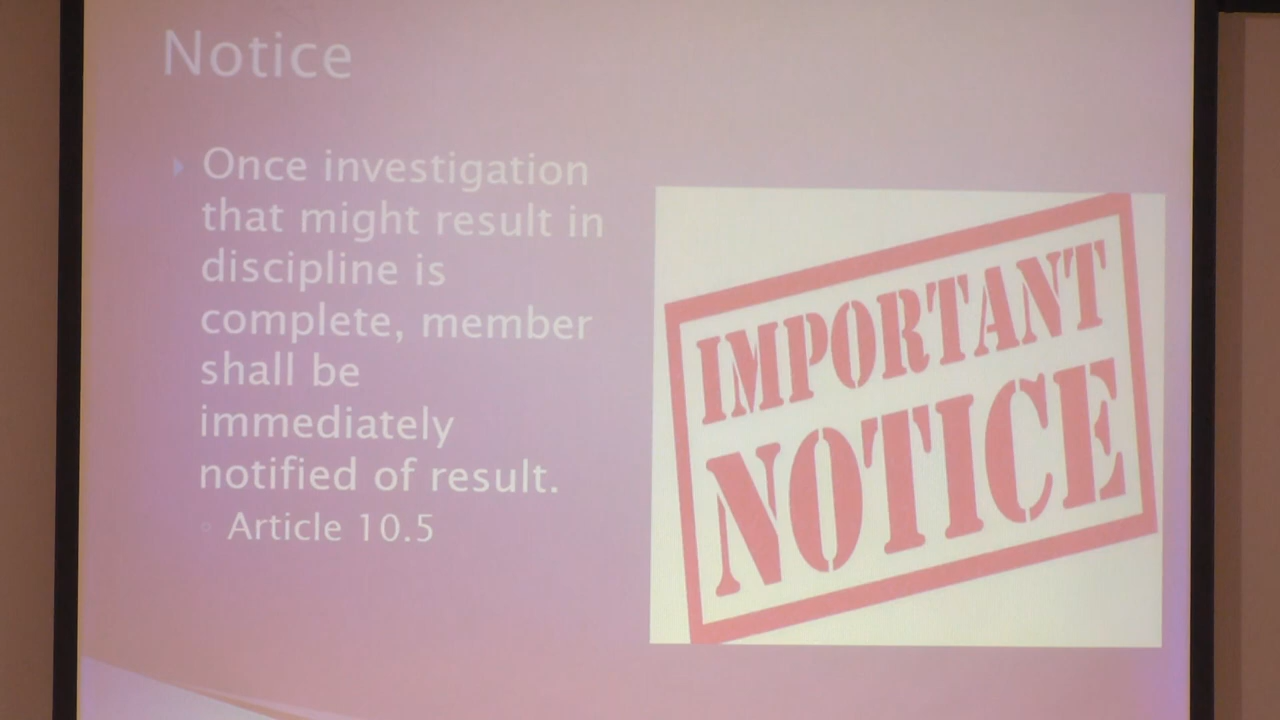 Notice
Once investigation
that might result in
discipline is
complete, member
shall be
immediately
notified of result.
Article 10.5
IMPORTANT
NOTICE